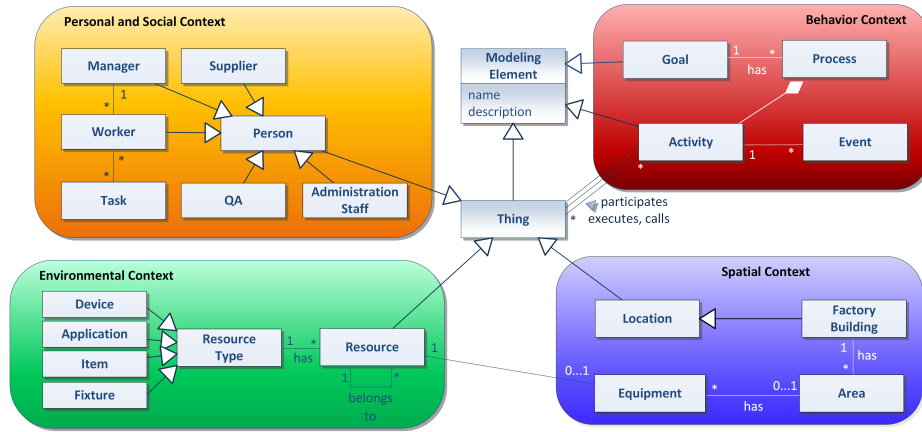 Personal and Social Context
Manager
Supplier
1
*
Worker
Person
*
*
Task
QA
Administration
Staff
Modeling
Element
name
description
Behavior Context
Goal
1
*
has
Process
Activity
1
*
Event
*
*
participates
executes, calls
Thing
Environmental Context
Device
Application
Item
Fixture
Resource
Type
1
*
has
Resource
1
1
*
belongs
to
Spatial Context
Location
Factory
Building
1
has
*
0...1
Equipment
*
0...1
has
Area